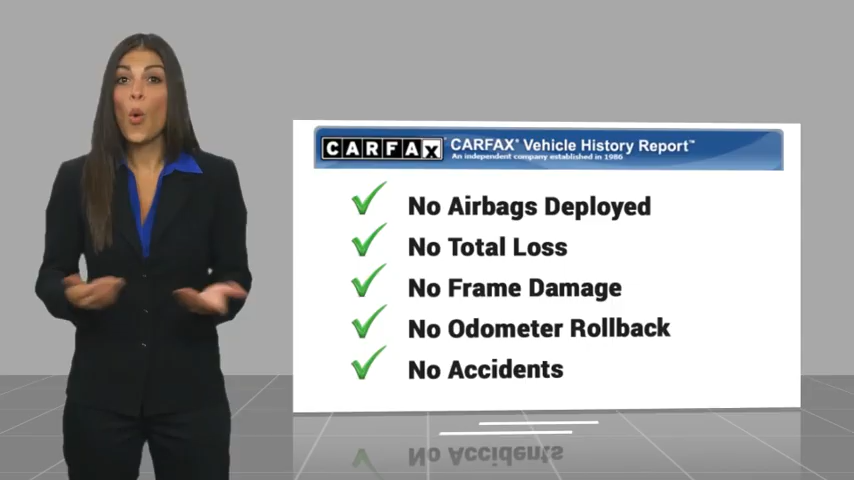 CARFAX CARFAX® Vehicle History Report™
An independent company established in 1986
No Airbags Deployed
No Total Loss
No Frame Damage
No Odometer Rollback
No Accidents
No Accidents